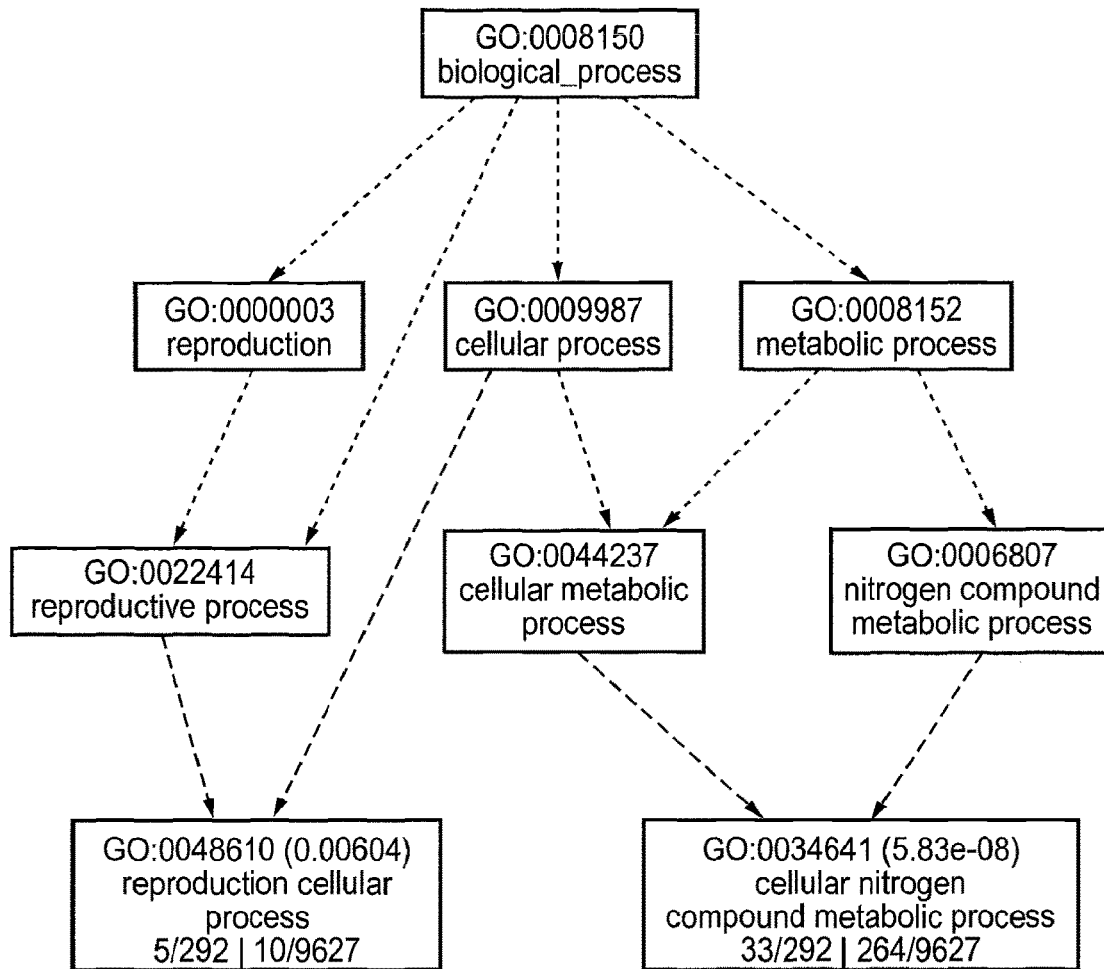 GO:0008150
biological_process
GO:0000003
reproduction
GO:0009987
cellular process
GO:0008152
metabolic process
GO:0022414
reproductive process
GO:0044237
cellular metabolic
process
GO:0006807
nitrogen compound
metabolic process
GO:0048610 (0.00604)
reproduction cellular
process
5/292 | 10/9627
GO:0034641 (5.83e-08)
cellular nitrogen
compound metabolic process
33/292 | 264/9627